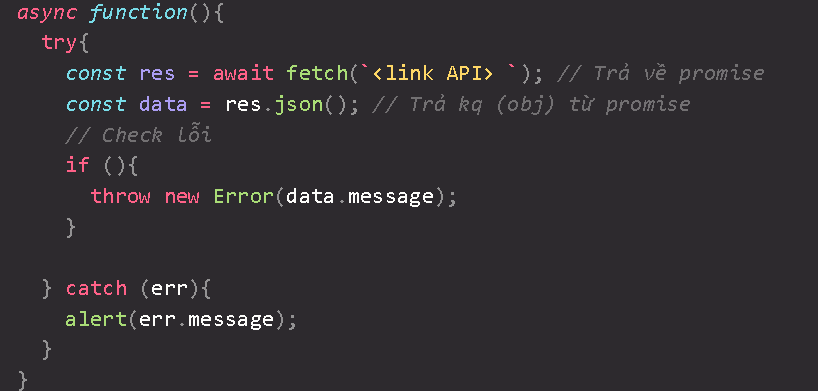 async function(){
try{
const res = await fetch(`<link API> `); // Trả về promise
const data = res.json(); // Trả kq (obj) từ promise
// Check lỗi
if (){
throw new Error(data.message);
}
} catch (err){
alert(err.message);
}
}